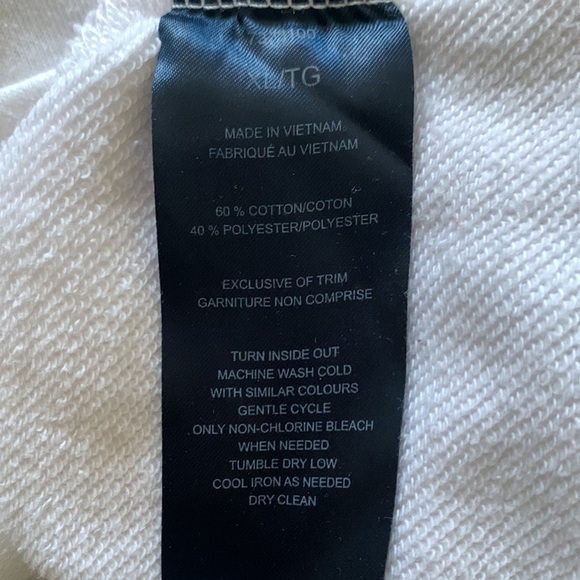 XL/TG
MADE IN VIETNAM
FABRIQUÉ AU VIETNAM
60 % COTTON/COTON
40 % POLYESTER/POLYESTER
EXCLUSIVE OF TRIM
GARNITURE NON COMPRISE
TURN INSIDE OUT
MACHINE WASH COLD
WITH SIMILAR COLOURS
GENTLE CYCLE
ONLY NON-CHLORINE BLEACH
WHEN NEEDED
TUMBLE DRY LOW
COOL IRON AS NEEDED
DRY CLEAN